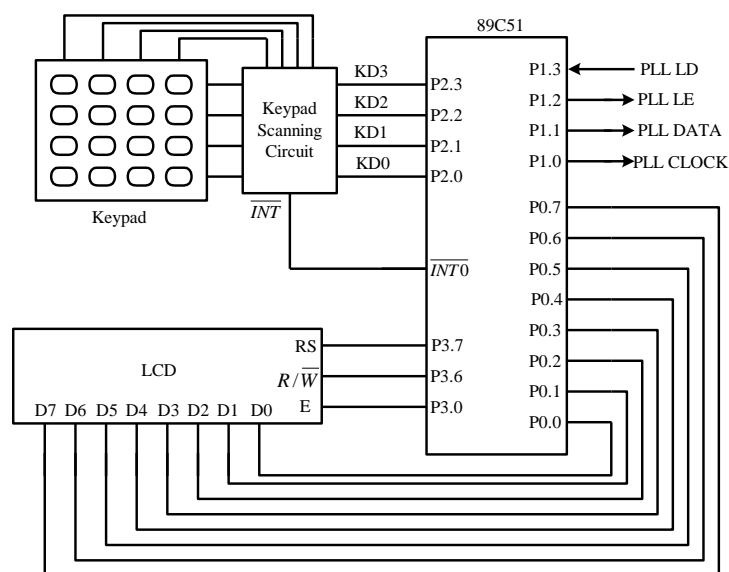 89C51
P1.3
PLL LD
KD3
P2.3
P1.2
PLL LE
Keypad
Scanning
Circuit
KD2
P2.2
P1.1
PLL DATA
KD1
P2.1
P1.0
PLL CLOCK
KD0
P2.0
Keypad
I̅N̅T̅
P0.7
P0.6
I̅N̅T̅0̅
P0.5
P0.4
RS
P3.7
P0.3
LCD
R/W̅
P3.6
P0.2
E
P3.0
P0.1
D7 D6 D5 D4 D3 D2 D1 D0
P0.0